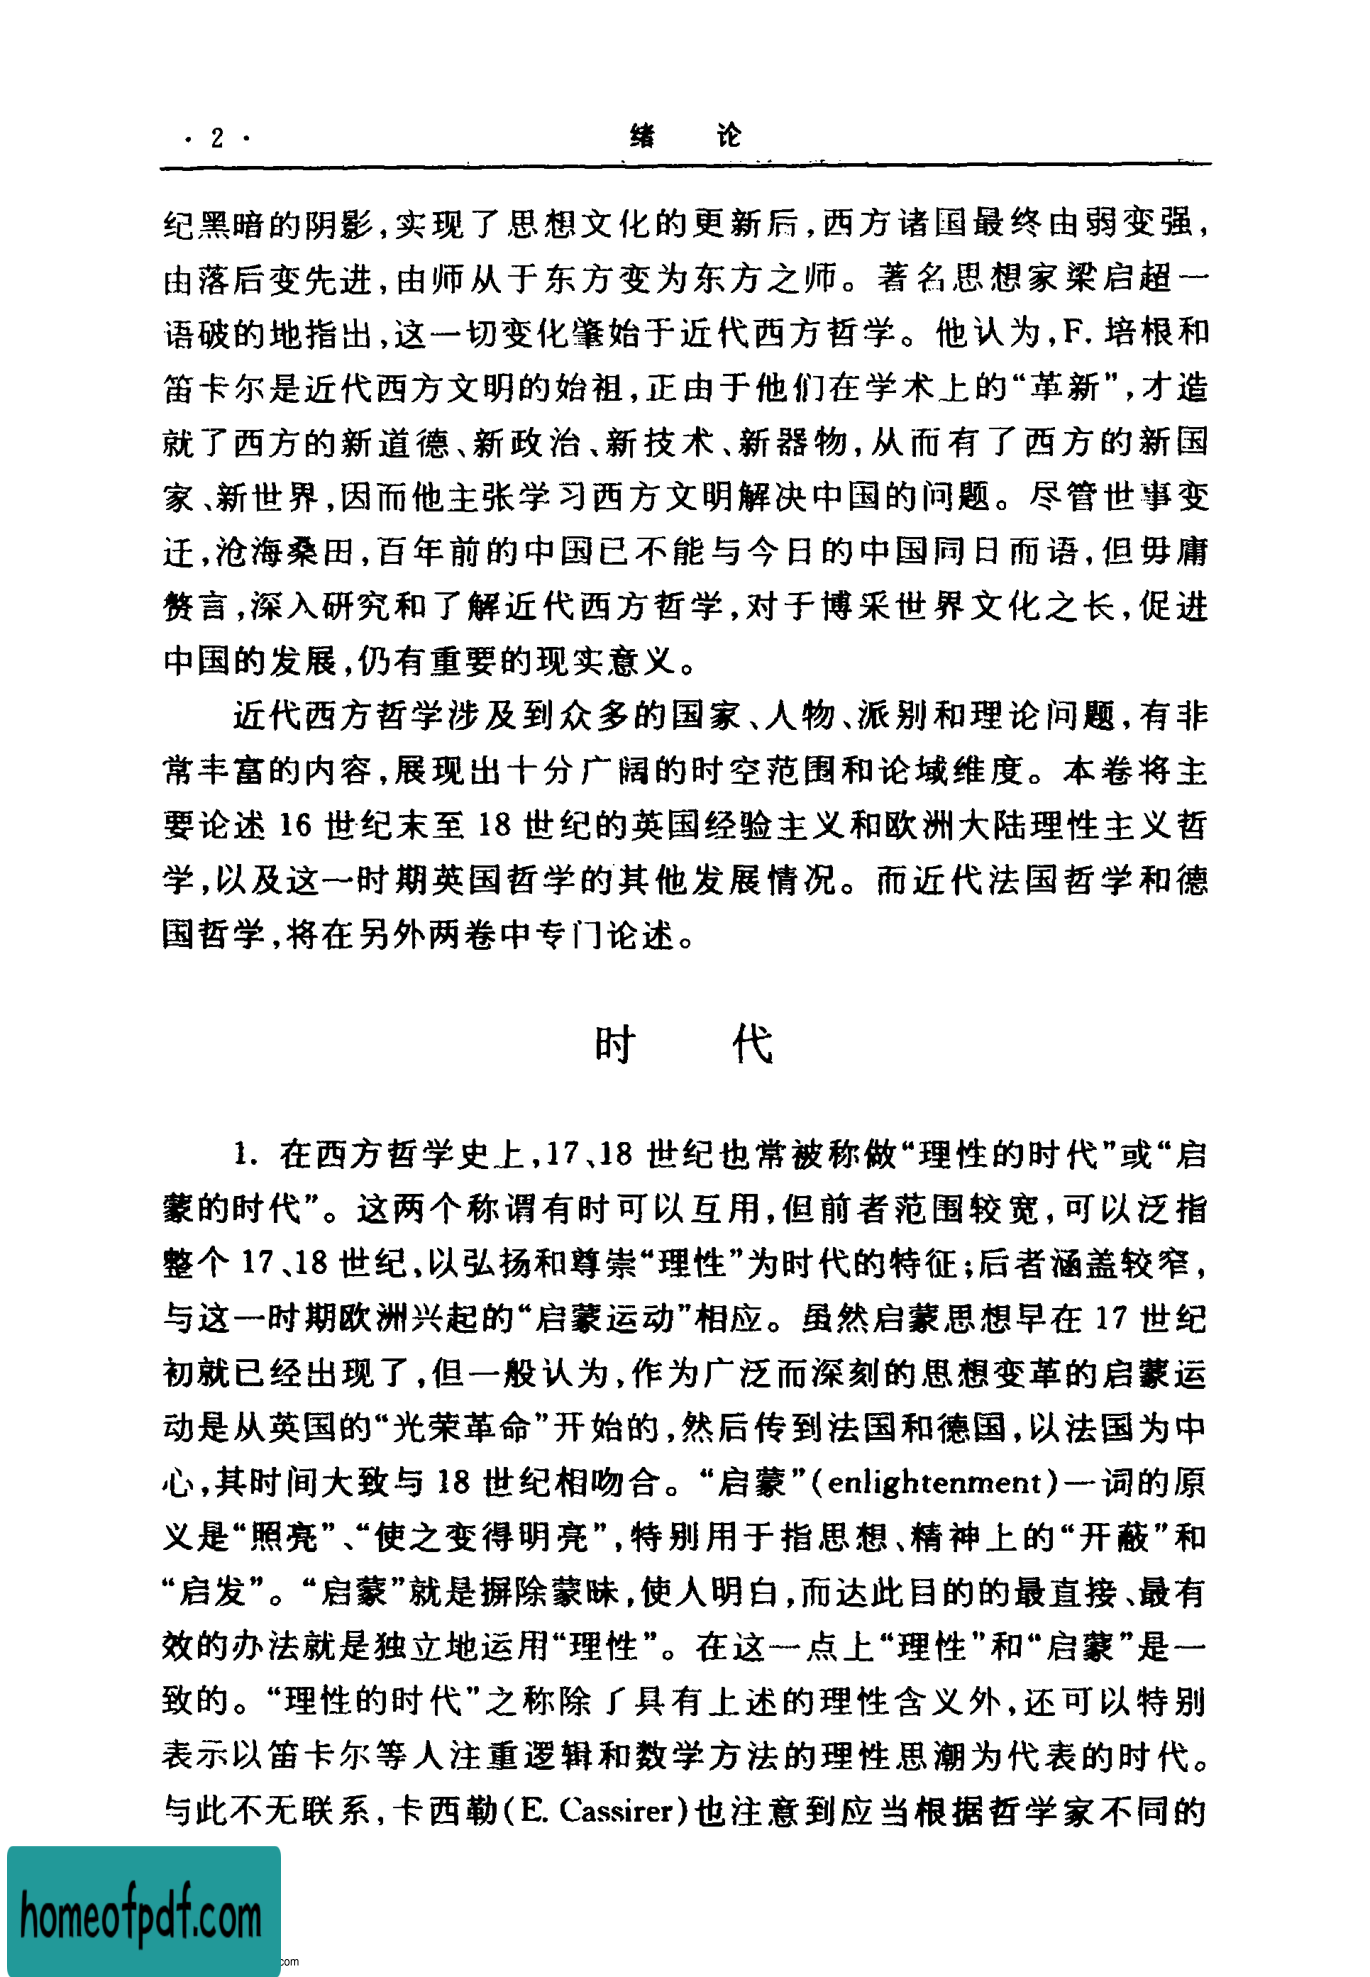 · 2 · 绪 论
纪黑暗的阴影,实现了思想文化的更新后,西方诸国最终由弱变强,
由落后变先进,由师从于东方变为东方之师。著名思想家梁启超一
语破的地指出,这一切变化肇始于近代西方哲学。他认为,F. 培根和
笛卡尔是近代西方文明的始祖,正由于他们在学术上的“革新”,才造
就了西方的新道德、新政治、新技术、新器物,从而有了西方的新国
家、新世界,因而他主张学习西方文明解决中国的问题。尽管世事变
迁,沧海桑田,百年前的中国已不能与今日的中国同日而语,但毋庸
赘言,深入研究和了解近代西方哲学,对于博采世界文化之长,促进
中国的发展,仍有重要的现实意义。
近代西方哲学涉及到众多的国家、人物、派别和理论问题,有非
常丰富的内容,展现出十分广阔的时空范围和论域维度。本卷将主
要论述 16 世纪末至 18 世纪的英国经验主义和欧洲大陆理性主义哲
学,以及这一时期英国哲学的其他发展情况。而近代法国哲学和德
国哲学,将在另外两卷中专门论述。
时 代
1. 在西方哲学史上,17、18 世纪也常被称做“理性的时代”或“启
蒙的时代”。这两个称谓有时可以互用,但前者范围较宽,可以泛指
整个 17、18 世纪,以弘扬和尊崇“理性”为时代的特征;后者涵盖较窄,
与这一时期欧洲兴起的“启蒙运动”相应。虽然启蒙思想早在 17 世纪
初就已经出现了,但一般认为,作为广泛而深刻的思想变革的启蒙运
动是从英国的“光荣革命”开始的,然后传到法国和德国,以法国为中
心,其时间大致与 18 世纪相吻合。“启蒙”(enlightenment)一词的原
义是“照亮”、“使之变得明亮”,特别用于指思想、精神上的“开蔽”和
“启发”。“启蒙”就是摒除蒙昧,使人明白,而达此目的的最直接、最有
效的办法就是独立地运用“理性”。在这一点上“理性”和“启蒙”是一
致的。“理性的时代”之称除了具有上述的理性含义外,还可以特别
表示以笛卡尔等人注重逻辑和数学方法的理性思潮为代表的时代。
与此不无联系,卡西勒(E. Cassirer)也注意到应当根据哲学家不同的
homeofpdf.com
com